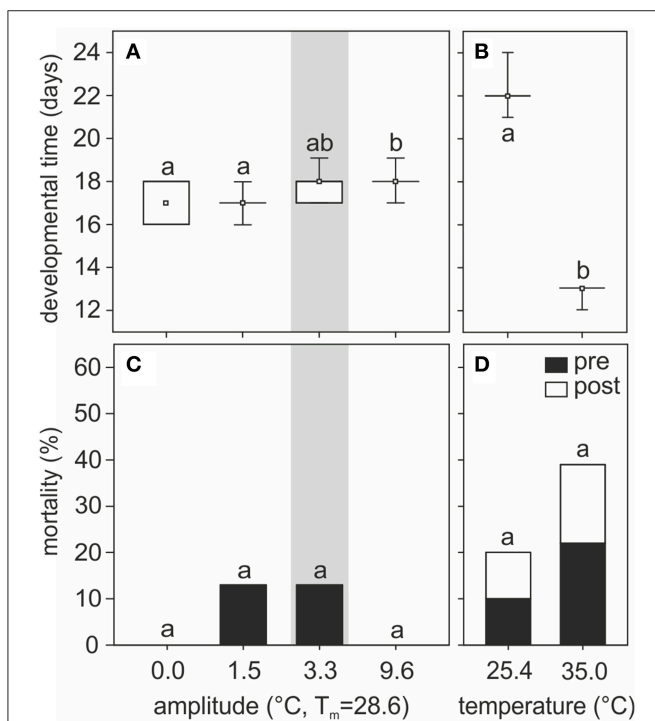 A
B
developmental time (days)
24
22
20
18
16
14
12
a
a
ab
b
a
b
C
D
mortality (%)
60
50
40
30
20
10
0
pre
post
a
a
a
a
a
a
0.0 1.5 3.3 9.6
25.4 35.0
amplitude (°C, Tm=28.6)
temperature (°C)